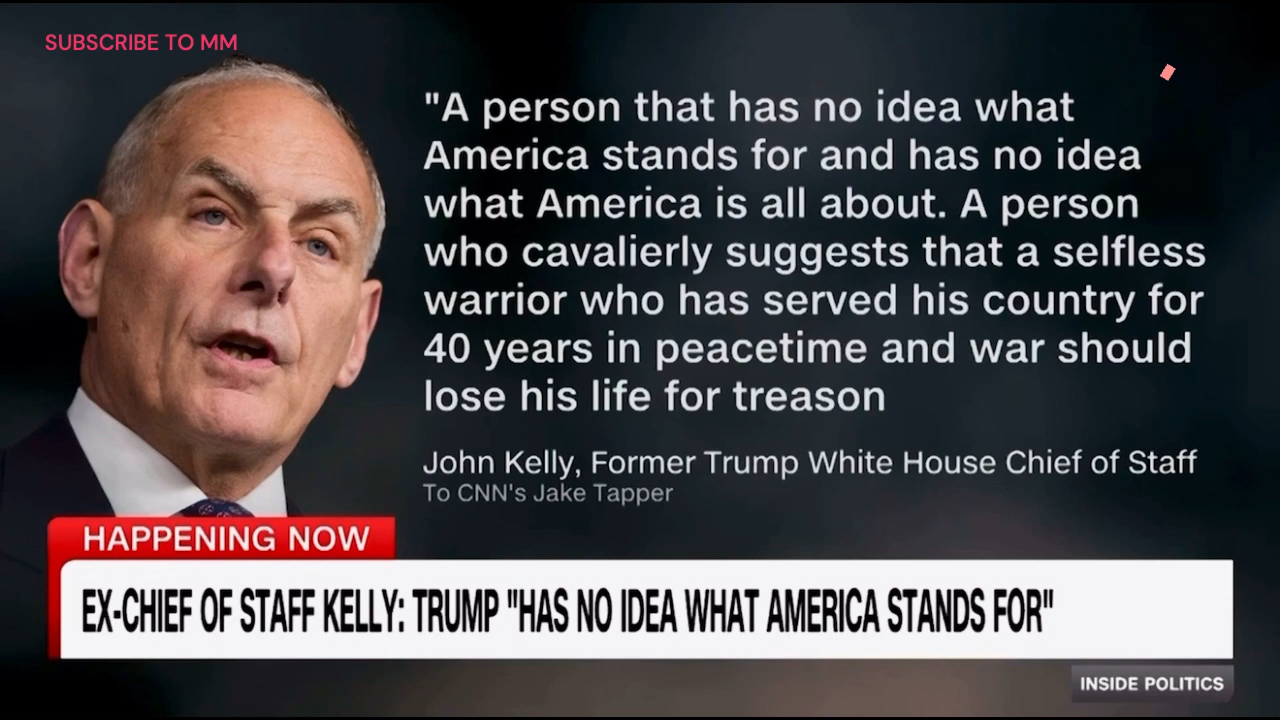 SUBSCRIBE TO MM
"A person that has no idea what
America stands for and has no idea
what America is all about. A person
who cavalierly suggests that a selfless
warrior who has served his country for
40 years in peacetime and war should
lose his life for treason
John Kelly, Former Trump White House Chief of Staff
To CNN's Jake Tapper
HAPPENING NOW
EX-CHIEF OF STAFF KELLY: TRUMP "HAS NO IDEA WHAT AMERICA STANDS FOR"
INSIDE POLITICS